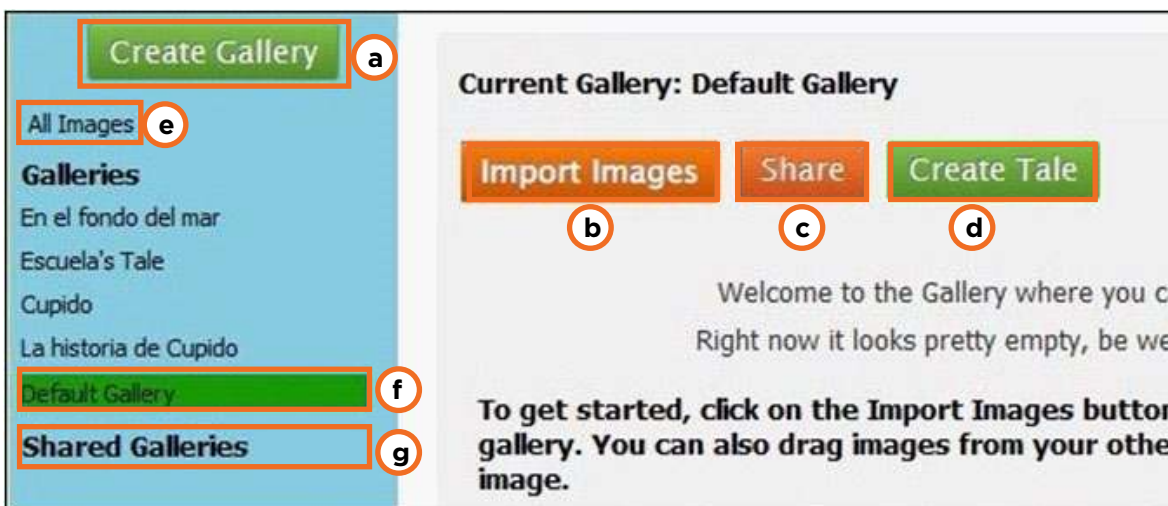 Create Gallery
a
All Images
e
Galleries
En el fondo del mar
Escuela's Tale
Cupido
La historia de Cupido
Default Gallery
f
Shared Galleries
g
Current Gallery: Default Gallery
Import Images
Share
Create Tale
b
c
d
Welcome to the Gallery where you c
Right now it looks pretty empty, be we
To get started, click on the Import Images button
gallery. You can also drag images from your othe
image.